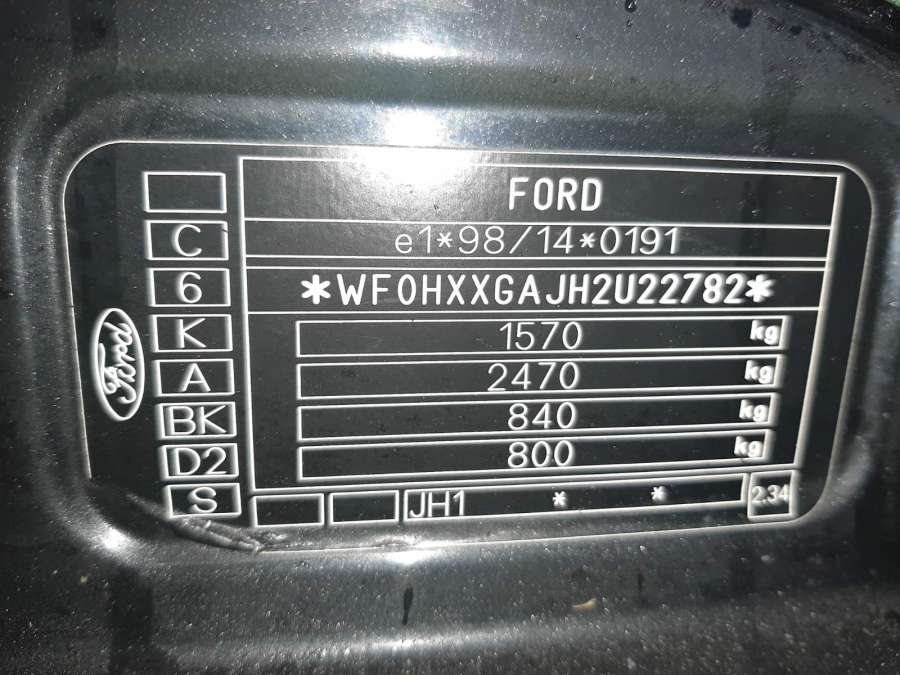 FORD
C e1*98/14*0191
6 *WF0HXXGAJH2U22782*
K 1570 kg
A 2470 kg
BK 840 kg
D2 800 kg
S JH1 * * 2.34
Ford